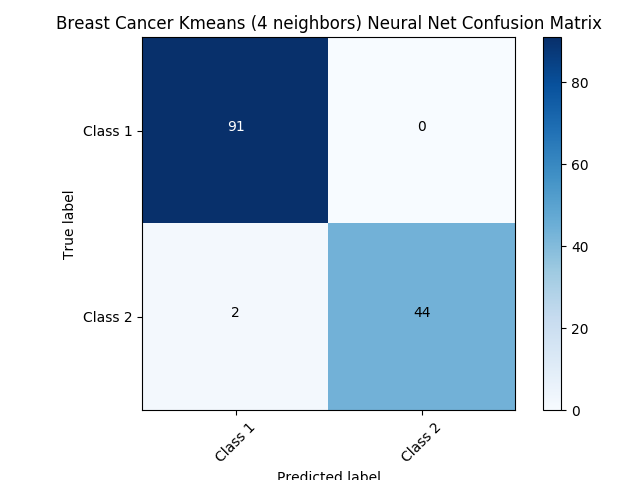 Breast Cancer Kmeans (4 neighbors) Neural Net Confusion Matrix
True label
Class 1
91
0
Class 2
2
44
Class 1
Class 2
Predicted label
80
60
40
20
0